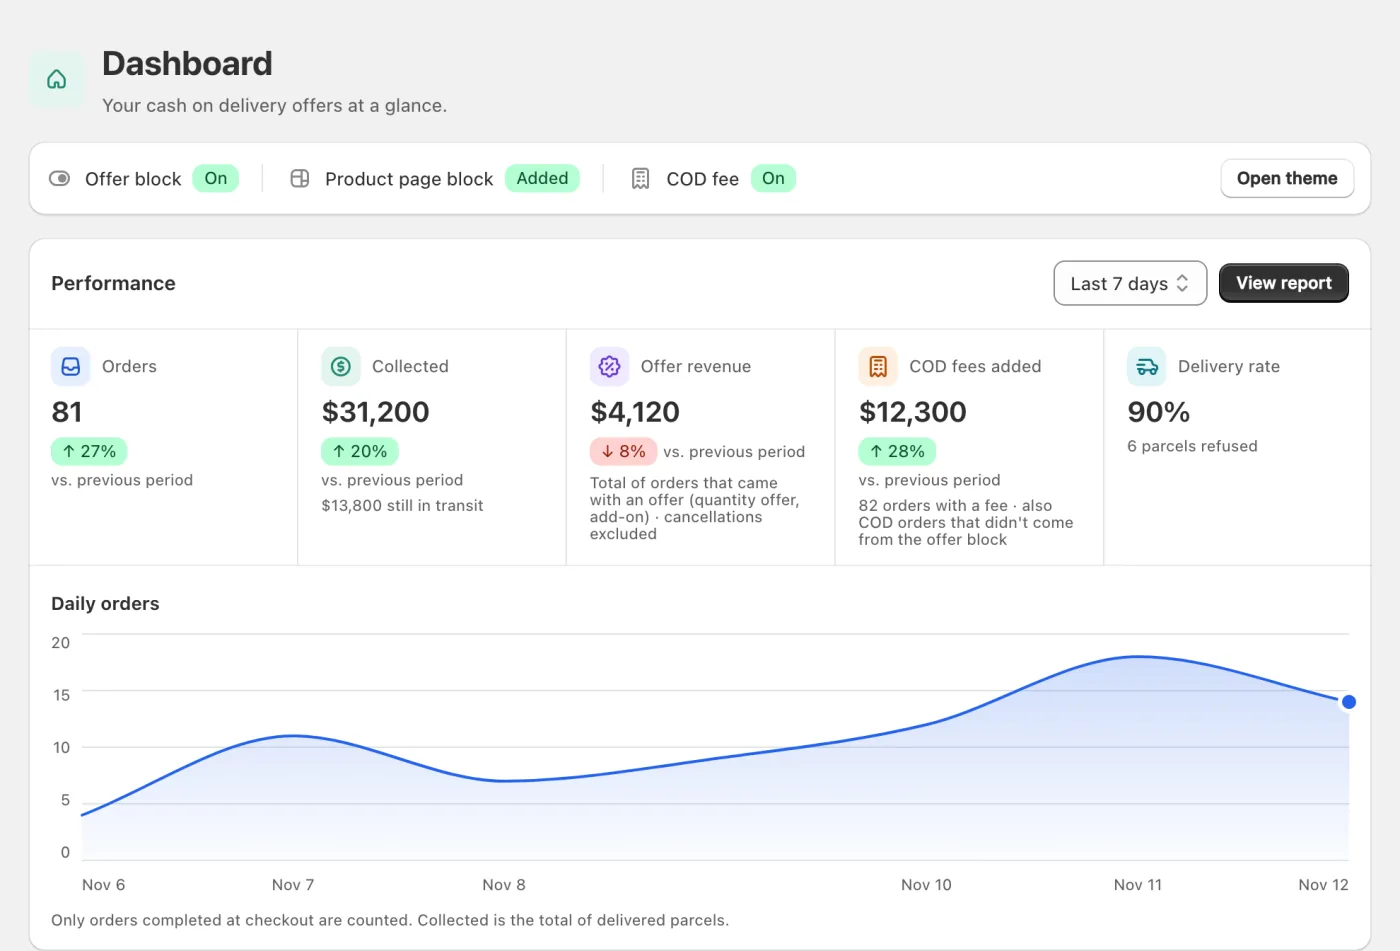 Dashboard
Your cash on delivery offers at a glance.
Offer block On
Product page block Added
COD fee On
Open theme
Performance
Last 7 days
View report
Orders
81
↑ 27%
vs. previous period
Collected
$31,200
↑ 20%
vs. previous period
$13,800 still in transit
Offer revenue
$4,120
↓ 8% vs. previous period
Total of orders that came
with an offer (quantity offer,
add-on) · cancellations
excluded
COD fees added
$12,300
↑ 28%
vs. previous period
82 orders with a fee · also
COD orders that didn't come
from the offer block
Delivery rate
90%
6 parcels refused
Daily orders
20
15
10
5
0
Nov 6 Nov 7 Nov 8 Nov 10 Nov 11 Nov 12
Only orders completed at checkout are counted. Collected is the total of delivered parcels.